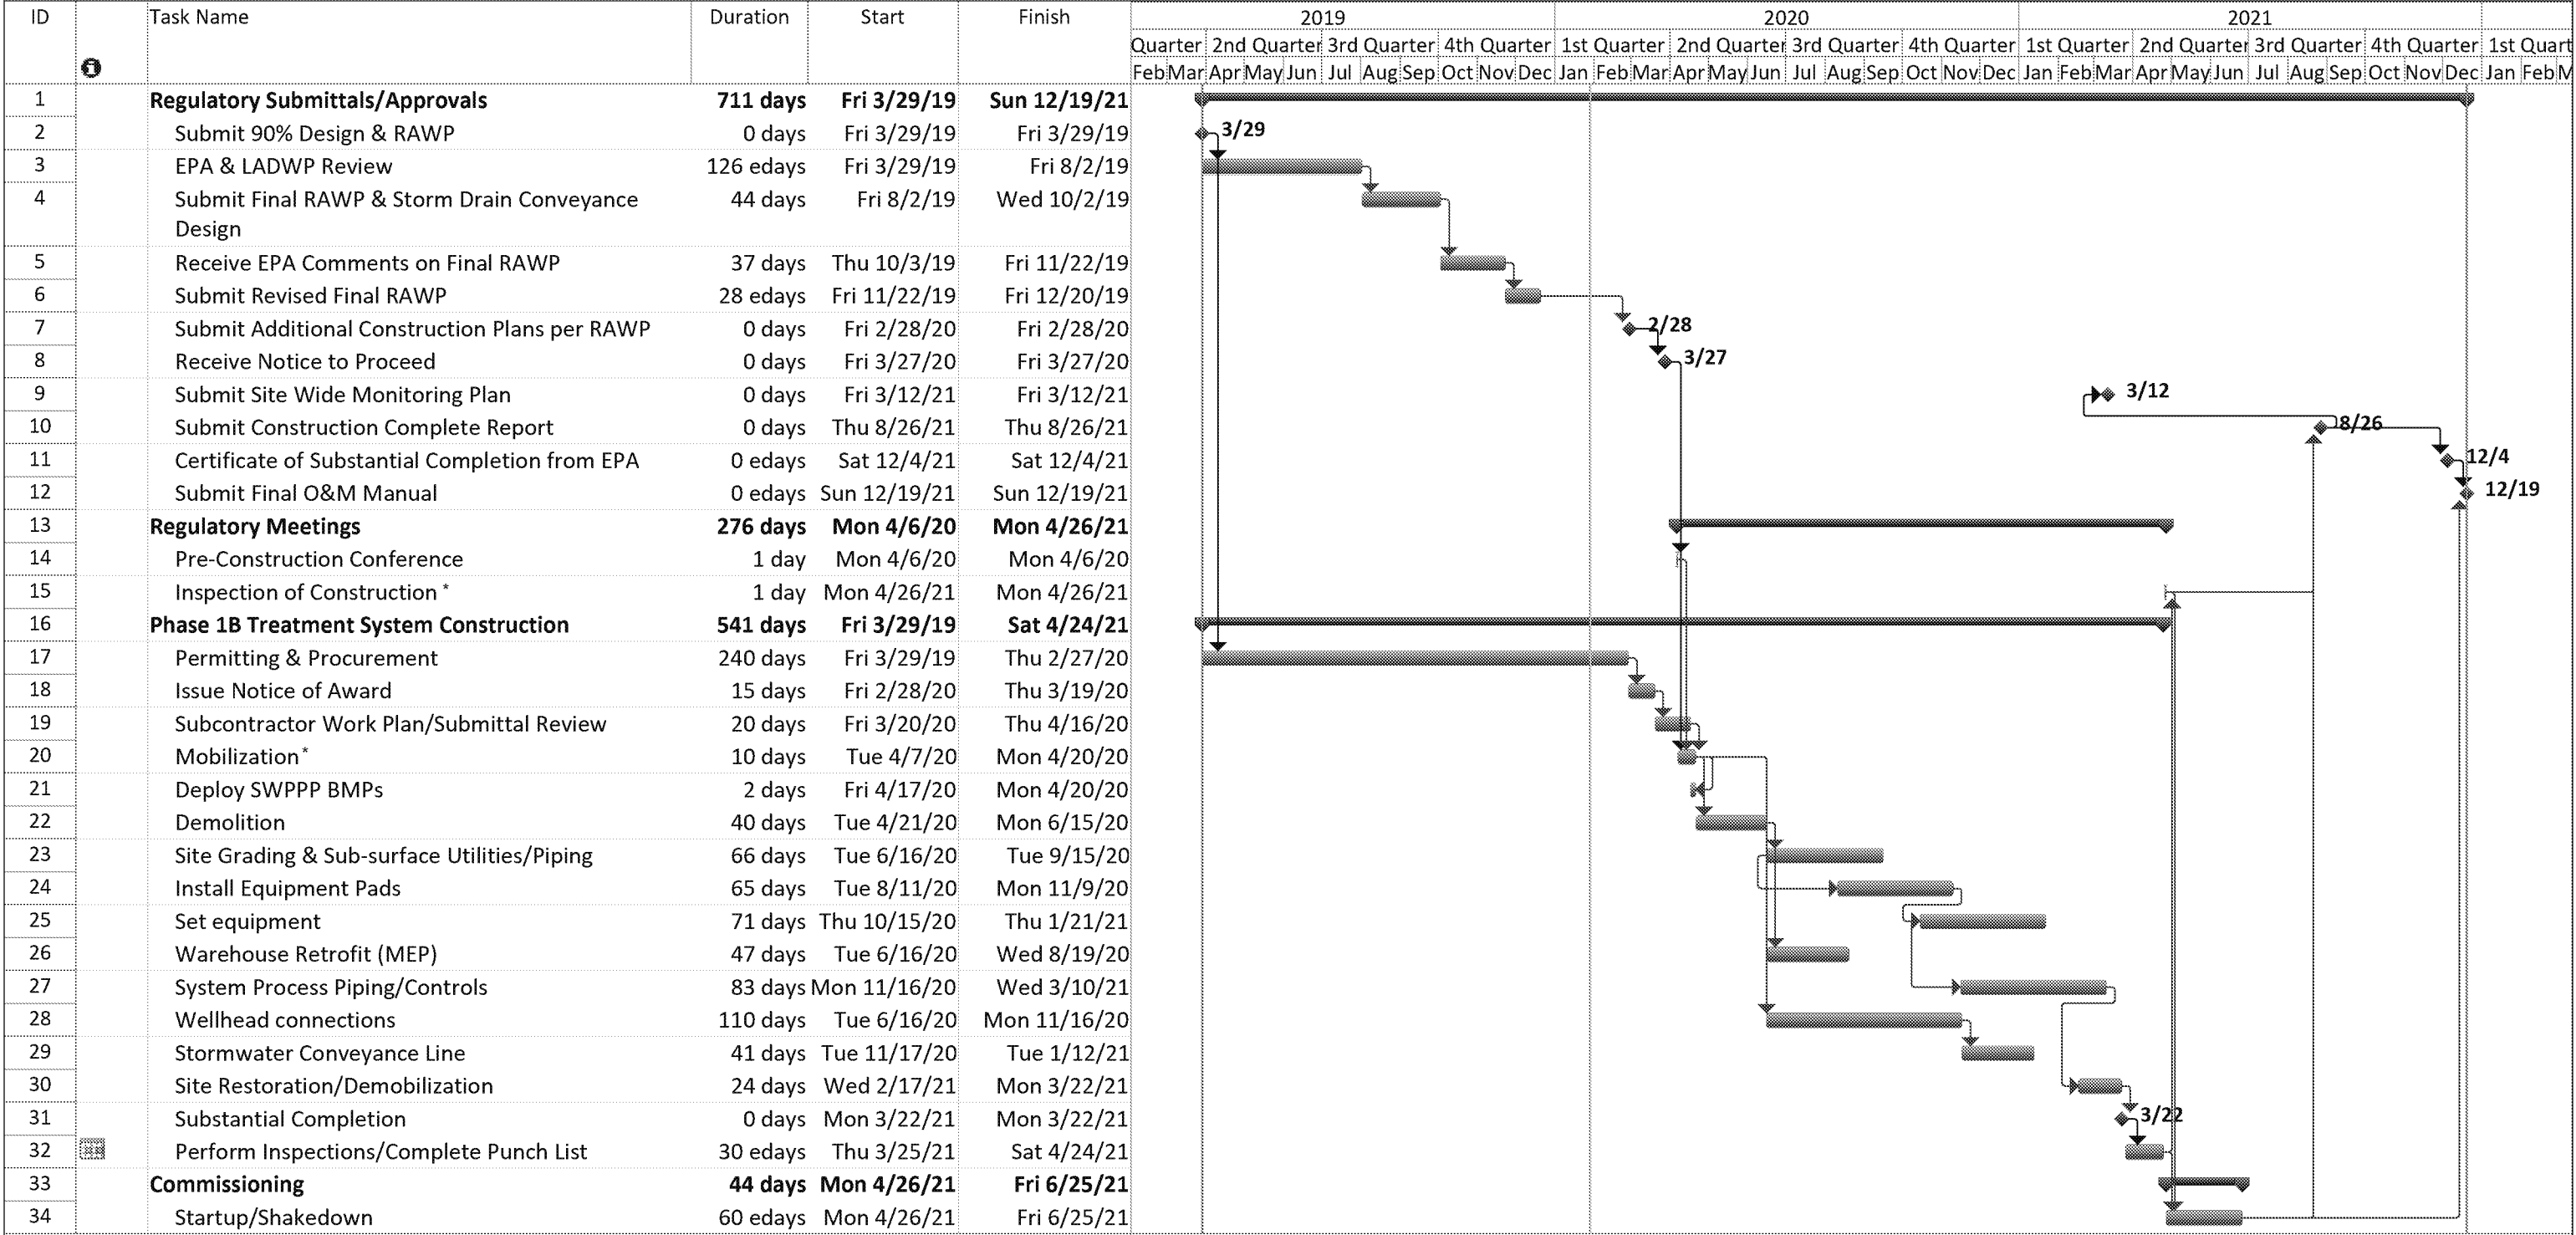 ID Task Name Duration Start Finish 2019 2020 2021
Quarter 2nd Quarter 3rd Quarter 4th Quarter 1st Quarter 2nd Quarter 3rd Quarter 4th Quarter 1st Quarter 2nd Quarter 3rd Quarter 4th Quarter 1st Quart
Feb Mar Apr May Jun Jul Aug Sep Oct Nov Dec Jan Feb Mar Apr May Jun Jul Aug Sep Oct Nov Dec Jan Feb Mar Apr May Jun Jul Aug Sep Oct Nov Dec Jan Feb M
1 Regulatory Submittals/Approvals 711 days Fri 3/29/19 Sun 12/19/21
2 Submit 90% Design & RAWP 0 days Fri 3/29/19 Fri 3/29/19 3/29
3 EPA & LADWP Review 126 edays Fri 3/29/19 Fri 8/2/19
4 Submit Final RAWP & Storm Drain Conveyance 44 days Fri 8/2/19 Wed 10/2/19
Design
5 Receive EPA Comments on Final RAWP 37 days Thu 10/3/19 Fri 11/22/19
6 Submit Revised Final RAWP 28 edays Fri 11/22/19 Fri 12/20/19
7 Submit Additional Construction Plans per RAWP 0 days Fri 2/28/20 Fri 2/28/20 2/28
8 Receive Notice to Proceed 0 days Fri 3/27/20 Fri 3/27/20 3/27
9 Submit Site Wide Monitoring Plan 0 days Fri 3/12/21 Fri 3/12/21 3/12
10 Submit Construction Complete Report 0 days Thu 8/26/21 Thu 8/26/21 8/26
11 Certificate of Substantial Completion from EPA 0 edays Sat 12/4/21 Sat 12/4/21 12/4
12 Submit Final O&M Manual 0 edays Sun 12/19/21 Sun 12/19/21 12/19
13 Regulatory Meetings 276 days Mon 4/6/20 Mon 4/26/21
14 Pre-Construction Conference 1 day Mon 4/6/20 Mon 4/6/20
15 Inspection of Construction * 1 day Mon 4/26/21 Mon 4/26/21
16 Phase 1B Treatment System Construction 541 days Fri 3/29/19 Sat 4/24/21
17 Permitting & Procurement 240 days Fri 3/29/19 Thu 2/27/20
18 Issue Notice of Award 15 days Fri 2/28/20 Thu 3/19/20
19 Subcontractor Work Plan/Submittal Review 20 days Fri 3/20/20 Thu 4/16/20
20 Mobilization * 10 days Tue 4/7/20 Mon 4/20/20
21 Deploy SWPPP BMPs 2 days Fri 4/17/20 Mon 4/20/20
22 Demolition 40 days Tue 4/21/20 Mon 6/15/20
23 Site Grading & Sub-surface Utilities/Piping 66 days Tue 6/16/20 Tue 9/15/20
24 Install Equipment Pads 65 days Tue 8/11/20 Mon 11/9/20
25 Set equipment 71 days Thu 10/15/20 Thu 1/21/21
26 Warehouse Retrofit (MEP) 47 days Tue 6/16/20 Wed 8/19/20
27 System Process Piping/Controls 83 days Mon 11/16/20 Wed 3/10/21
28 Wellhead connections 110 days Tue 6/16/20 Mon 11/16/20
29 Stormwater Conveyance Line 41 days Tue 11/17/20 Tue 1/12/21
30 Site Restoration/Demobilization 24 days Wed 2/17/21 Mon 3/22/21
31 Substantial Completion 0 days Mon 3/22/21 Mon 3/22/21 3/22
32 Perform Inspections/Complete Punch List 30 edays Thu 3/25/21 Sat 4/24/21
33 Commissioning 44 days Mon 4/26/21 Fri 6/25/21
34 Startup/Shakedown 60 edays Mon 4/26/21 Fri 6/25/21